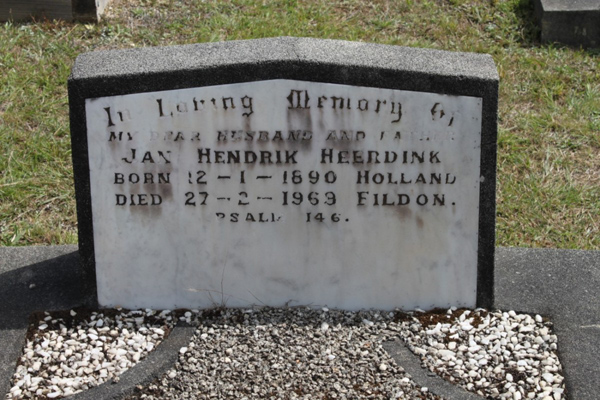 In Loving Memory of
MY DEAR HUSBAND AND FATHER
JAN HENDRIK HEERDINK
BORN 12-1-1890 HOLLAND
DIED 27-2-1969 FILDON.
PSALM 146.